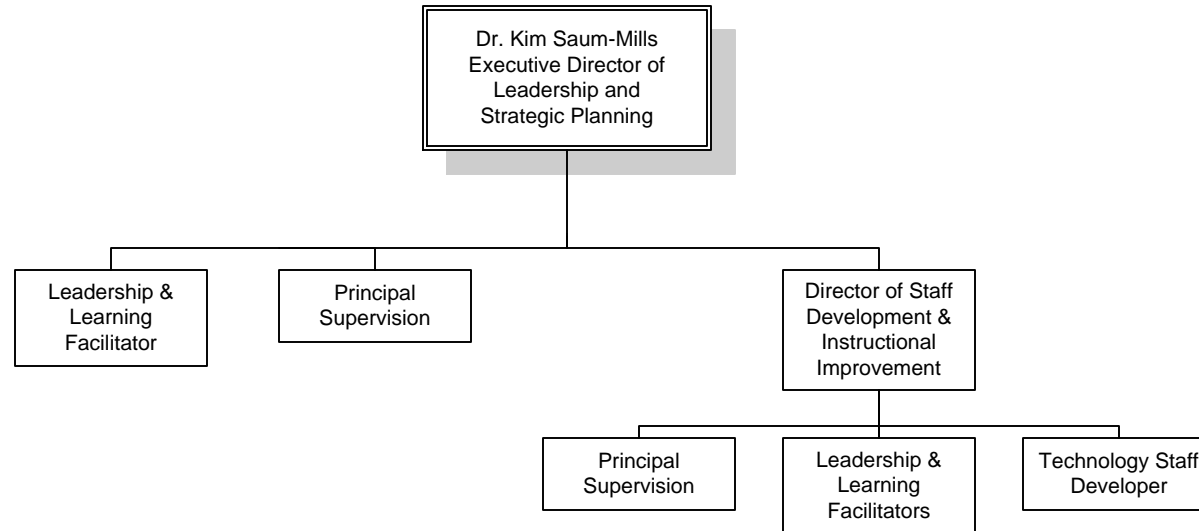 Dr. Kim Saum-Mills
Executive Director of
Leadership and
Strategic Planning
Leadership &
Learning
Facilitator
Principal
Supervision
Director of Staff
Development &
Instructional
Improvement
Principal
Supervision
Leadership &
Learning
Facilitators
Technology Staff
Developer